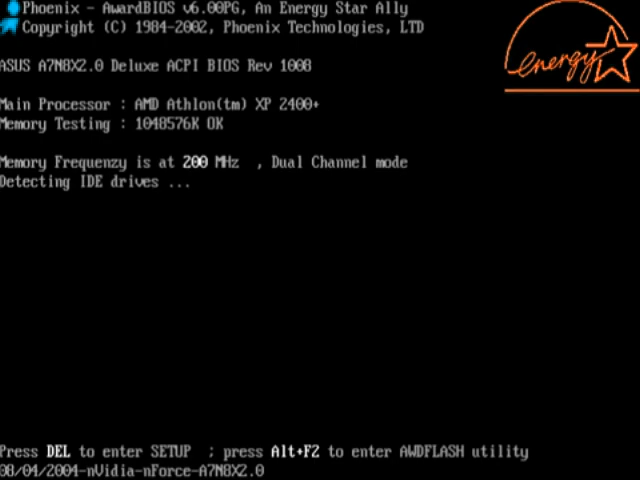 Phoenix - AwardBIOS v6.00PG, An Energy Star Ally
Copyright (C) 1984-2002, Phoenix Technologies, LTD
energy
ASUS A7N8X2.0 Deluxe ACPI BIOS Rev 1008
Main Processor : AMD Athlon(tm) XP 2400+
Memory Testing : 1048576K OK
Memory Frequenzy is at 200 MHz , Dual Channel mode
Detecting IDE drives ...
Press DEL to enter SETUP ; press Alt+F2 to enter AWDFLASH utility
08/04/2004-nVidia-nForce-A7N8X2.0